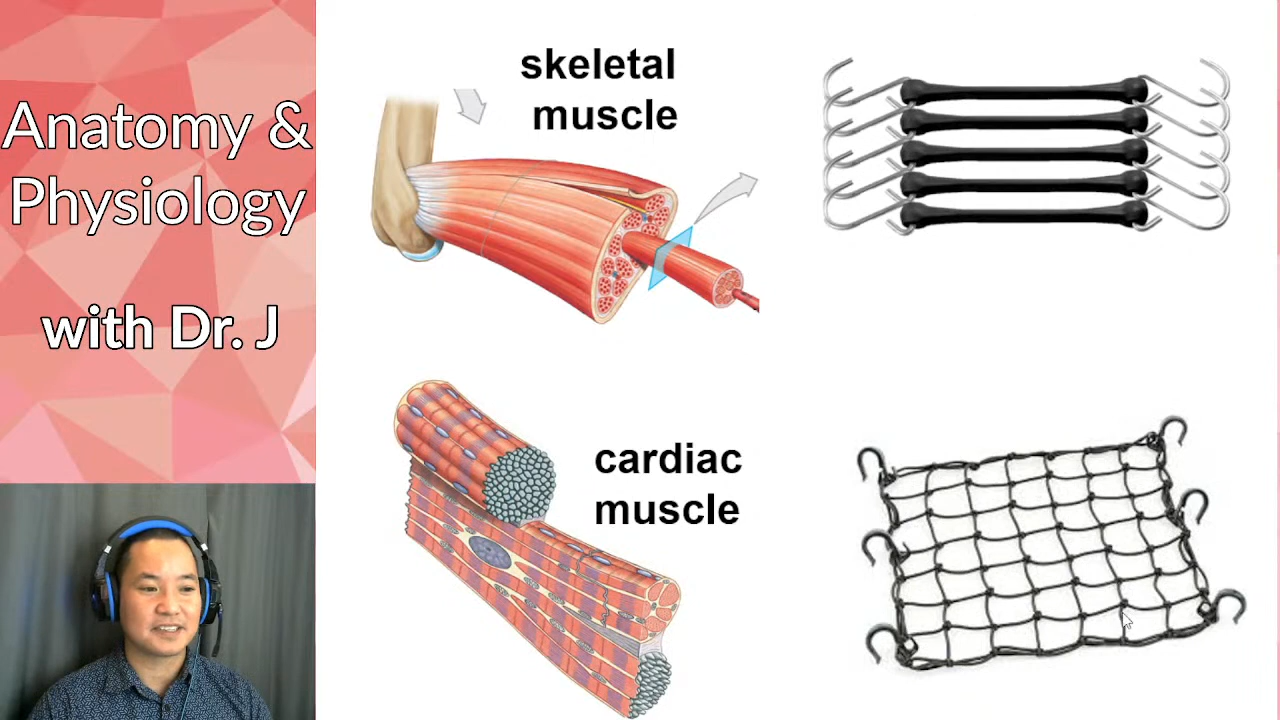 Anatomy &
Physiology
with Dr. J
skeletal
muscle
cardiac
muscle